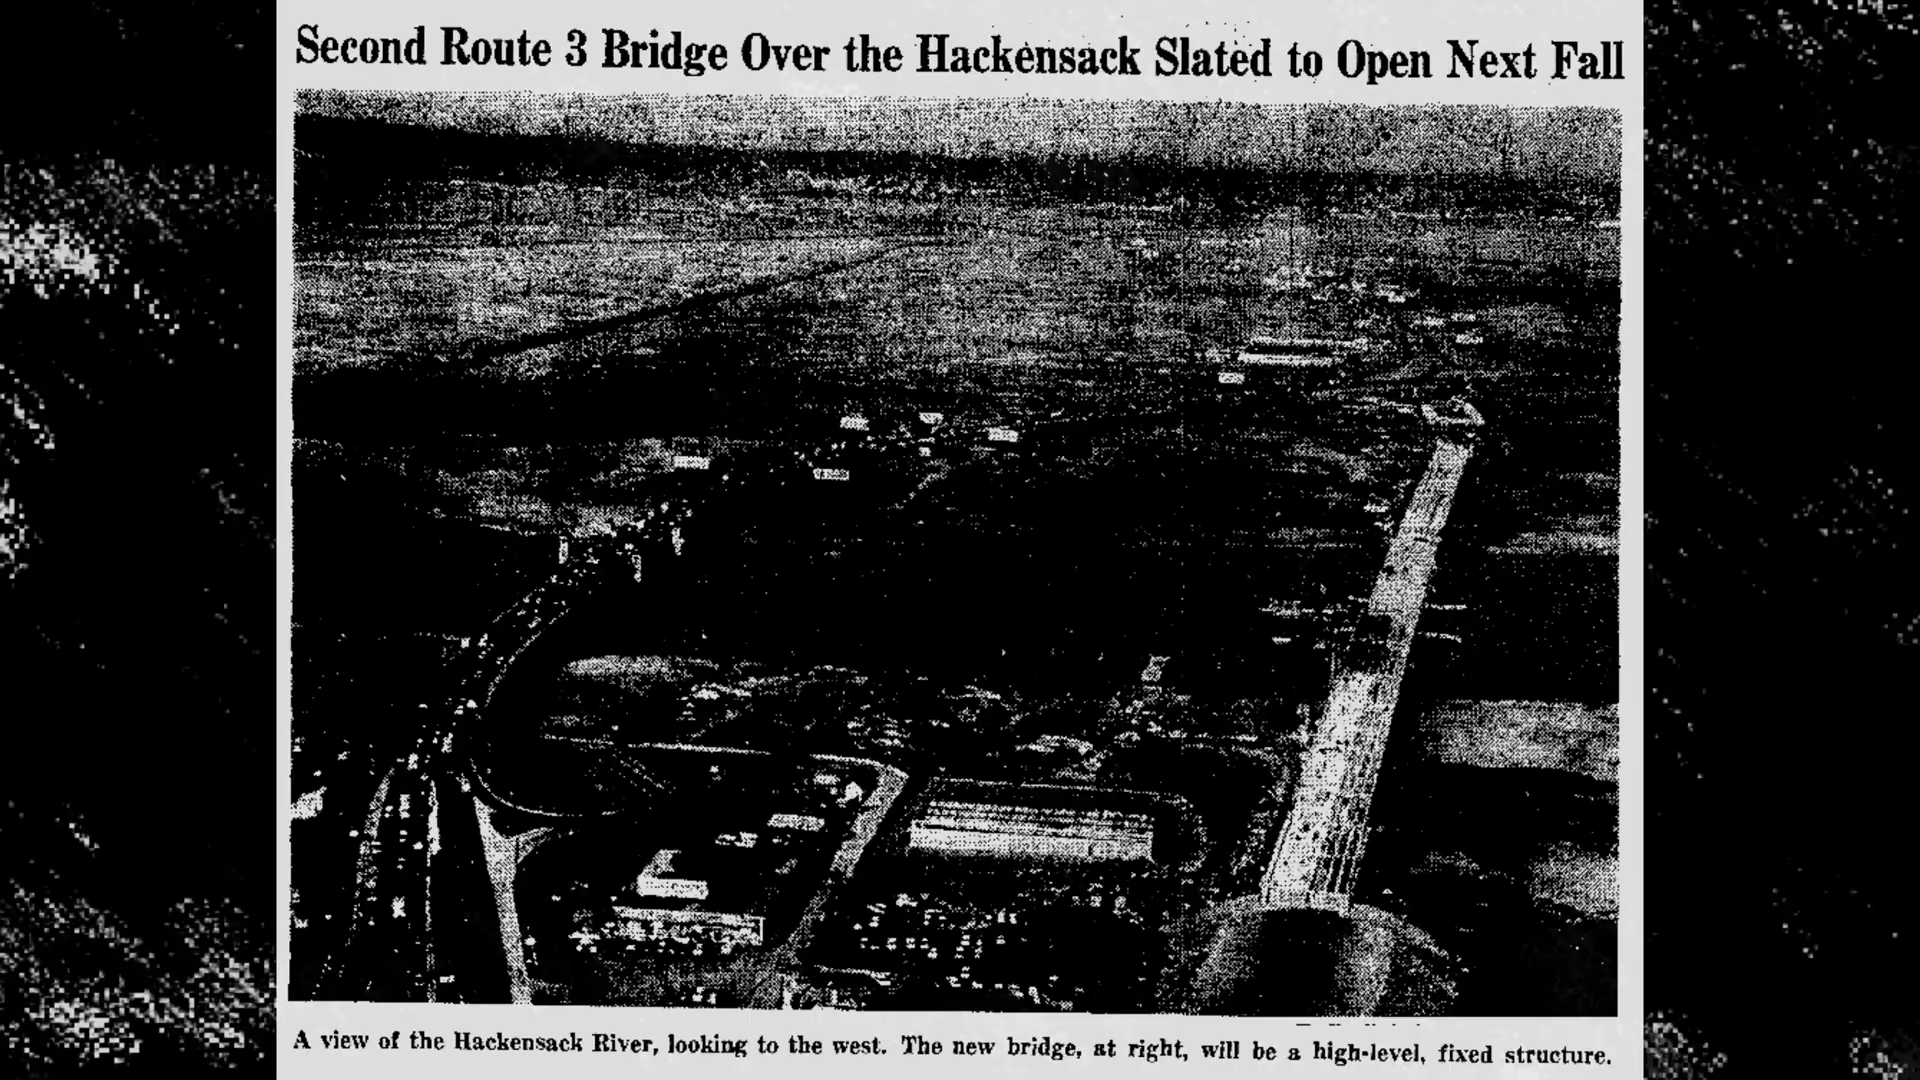 Second Route 3 Bridge Over the Hackensack Slated to Open Next Fall
A view of the Hackensack River, looking to the west. The new bridge, at right, will be a high-level, fixed structure.